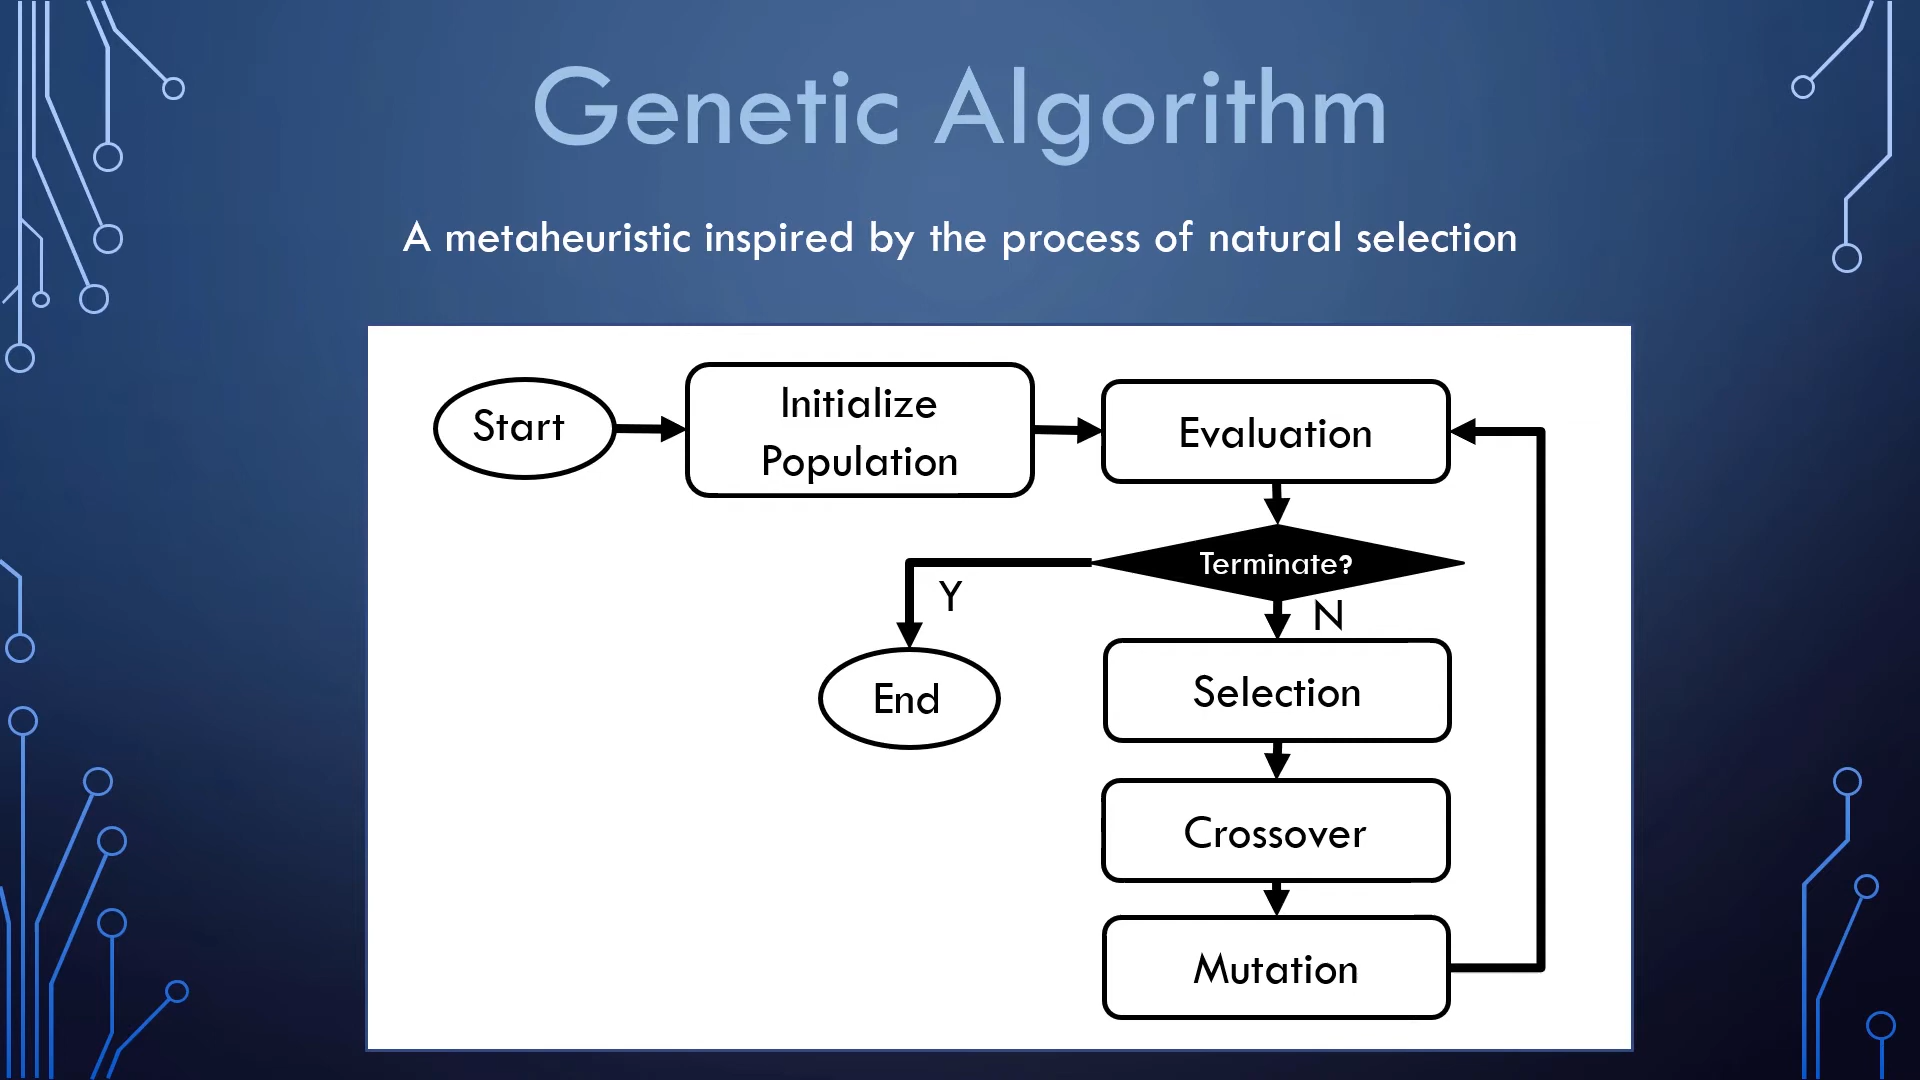 Genetic Algorithm
A metaheuristic inspired by the process of natural selection
Start
Initialize
Population
Evaluation
Terminate?
Y
N
End
Selection
Crossover
Mutation